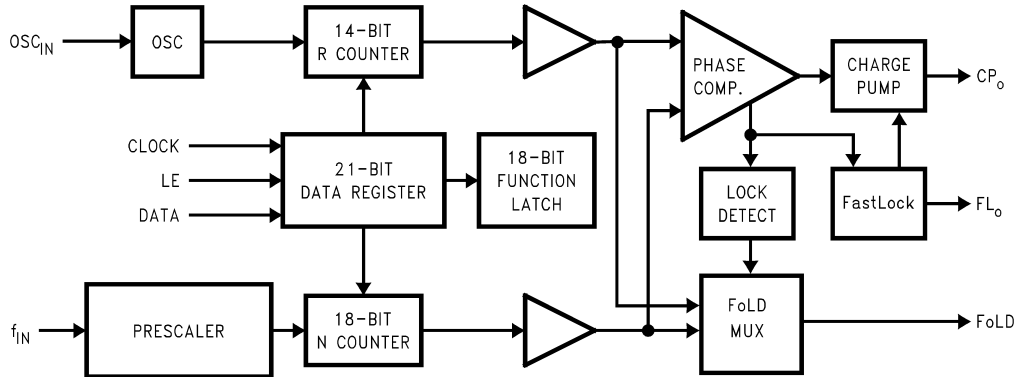 OSC_IN
OSC
14-BIT
R COUNTER
PHASE
COMP.
CHARGE
PUMP
CP_o
CLOCK
LE
DATA
21-BIT
DATA REGISTER
18-BIT
FUNCTION
LATCH
LOCK
DETECT
FastLock
FL_o
f_IN
PRESCALER
18-BIT
N COUNTER
FoLD
MUX
FoLD